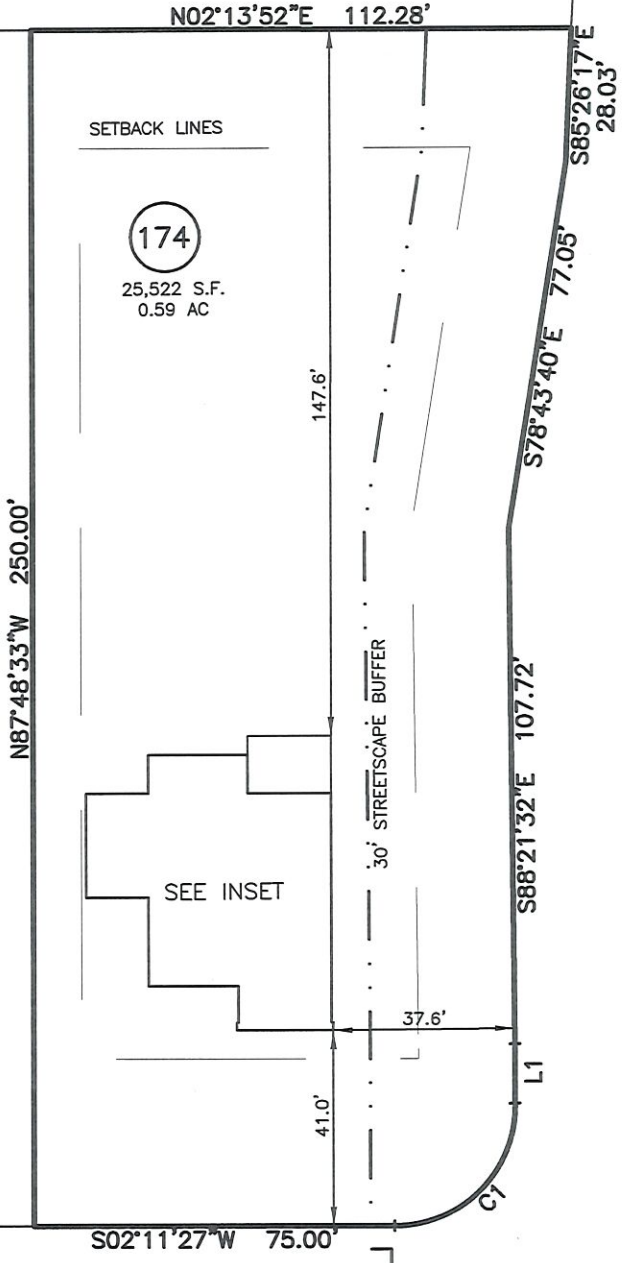 N02°13'52"E 112.28'
S85°26'17"E
28.03'
SETBACK LINES
174
25,522 S.F.
0.59 AC
77.05'
S78°43'40"E
147.6'
N87°48'33"W 250.00'
30' STREETSCAPE BUFFER
S88°21'32"E 107.72'
SEE INSET
37.6'
L1
41.0'
C1
S02°11'27"W 75.00'